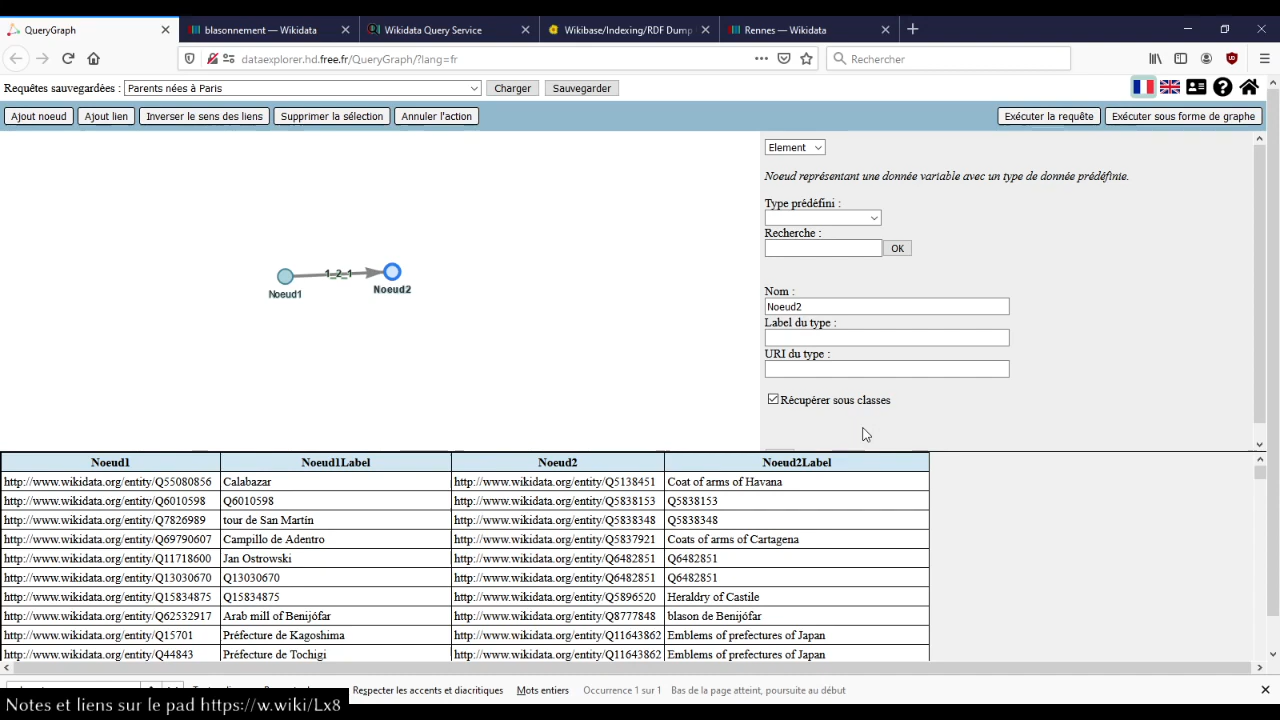 QueryGraph
blasonnement — Wikidata
Wikidata Query Service
Wikibase/Indexing/RDF Dump
Rennes — Wikidata
dataexplorer.hd.free.fr/QueryGraph/?lang=fr
Rechercher
Requêtes sauvegardées : Parents nées à Paris Charger Sauvegarder
Ajout noeud Ajout lien Inverser le sens des liens Supprimer la sélection Annuler l'action Exécuter la requête Exécuter sous forme de graphe
Element
Noeud représentant une donnée variable avec un type de donnée prédéfinie.
Type prédéfini :
Recherche :
OK
1_2_1
Noeud1 Noeud2
Nom :
Noeud2
Label du type :
URI du type :
Récupérer sous classes
Noeud1 Noeud1Label Noeud2 Noeud2Label
http://www.wikidata.org/entity/Q55080856 Calabazar http://www.wikidata.org/entity/Q5138451 Coat of arms of Havana
http://www.wikidata.org/entity/Q6010598 Q6010598 http://www.wikidata.org/entity/Q5838153 Q5838153
http://www.wikidata.org/entity/Q7826989 tour de San Martín http://www.wikidata.org/entity/Q5838348 Q5838348
http://www.wikidata.org/entity/Q69790607 Campillo de Adentro http://www.wikidata.org/entity/Q5837921 Coats of arms of Cartagena
http://www.wikidata.org/entity/Q11718600 Jan Ostrowski http://www.wikidata.org/entity/Q6482851 Q6482851
http://www.wikidata.org/entity/Q13030670 Q13030670 http://www.wikidata.org/entity/Q6482851 Q6482851
http://www.wikidata.org/entity/Q15834875 Q15834875 http://www.wikidata.org/entity/Q5896520 Heraldry of Castile
http://www.wikidata.org/entity/Q62532917 Arab mill of Benijófar http://www.wikidata.org/entity/Q8777848 blason de Benijófar
http://www.wikidata.org/entity/Q15701 Préfecture de Kagoshima http://www.wikidata.org/entity/Q11643862 Emblems of prefectures of Japan
http://www.wikidata.org/entity/Q44843 Préfecture de Tochigi http://www.wikidata.org/entity/Q11643862 Emblems of prefectures of Japan
Respecter les accents et diacritiques Mots entiers Occurrence 1 sur 1 Bas de la page atteint, poursuite au début
Notes et liens sur le pad https://w.wiki/Lx8